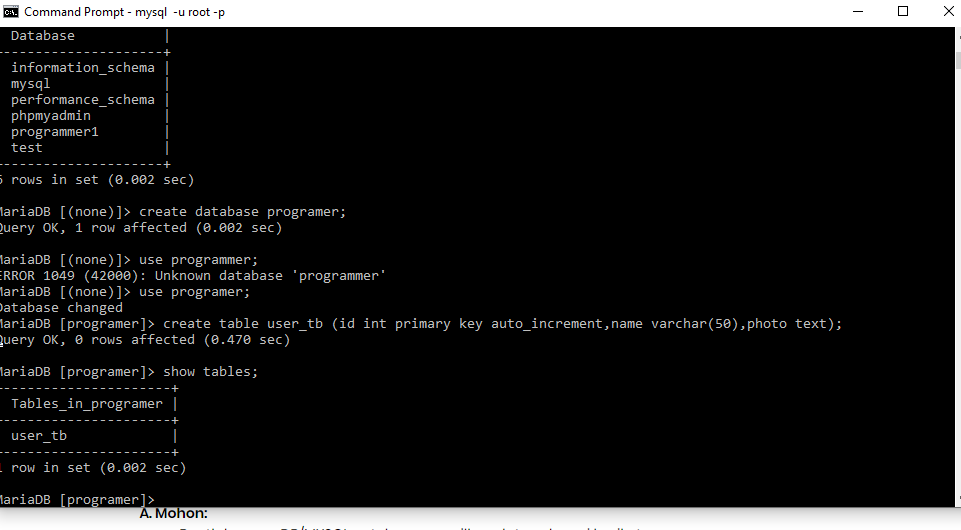 Command Prompt - mysql -u root -p
Database |
---------------------+
information_schema |
mysql |
performance_schema |
phpmyadmin |
programmer1 |
test |
---------------------+
6 rows in set (0.002 sec)
MariaDB [(none)]> create database programer;
Query OK, 1 row affected (0.002 sec)
MariaDB [(none)]> use programmer;
ERROR 1049 (42000): Unknown database 'programmer'
MariaDB [(none)]> use programer;
Database changed
MariaDB [programer]> create table user_tb (id int primary key auto_increment,name varchar(50),photo text);
Query OK, 0 rows affected (0.470 sec)
MariaDB [programer]> show tables;
----------------------+
Tables_in_programer |
----------------------+
user_tb |
----------------------+
1 row in set (0.002 sec)
MariaDB [programer]>
A. Mohon: